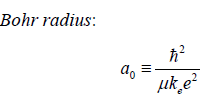 Bohr radius:
a₀ ≡ ℏ² / μkₑe²